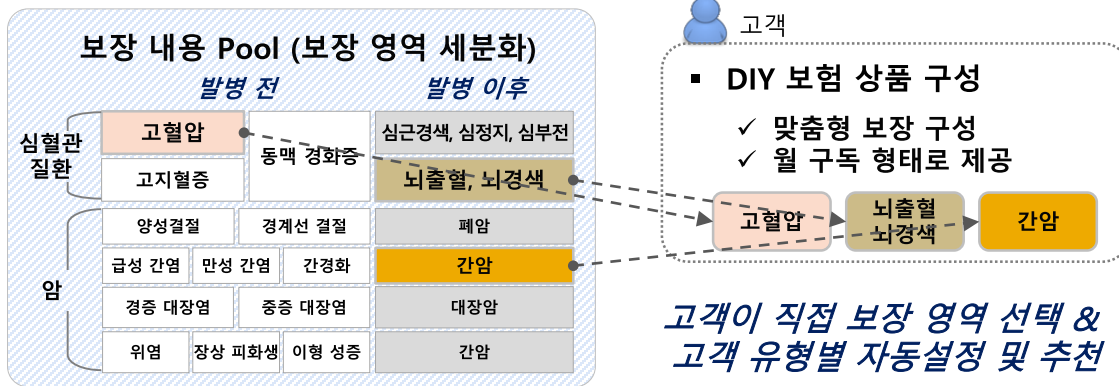 보장 내용 Pool (보장 영역 세분화)
발병 전
발병 이후
심혈관
질환
고혈압
동맥 경화증
심근경색, 심정지, 심부전
고지혈증
뇌출혈, 뇌경색
암
양성결절
경계선 결절
폐암
급성 간염
만성 간염
간경화
간암
경증 대장염
중증 대장염
대장암
위염
장상 피화생
이형 성증
간암
고객
▪ DIY 보험 상품 구성
✓ 맞춤형 보장 구성
✓ 월 구독 형태로 제공
고혈압
뇌출혈
뇌경색
간암
고객이 직접 보장 영역 선택 &
고객 유형별 자동설정 및 추천